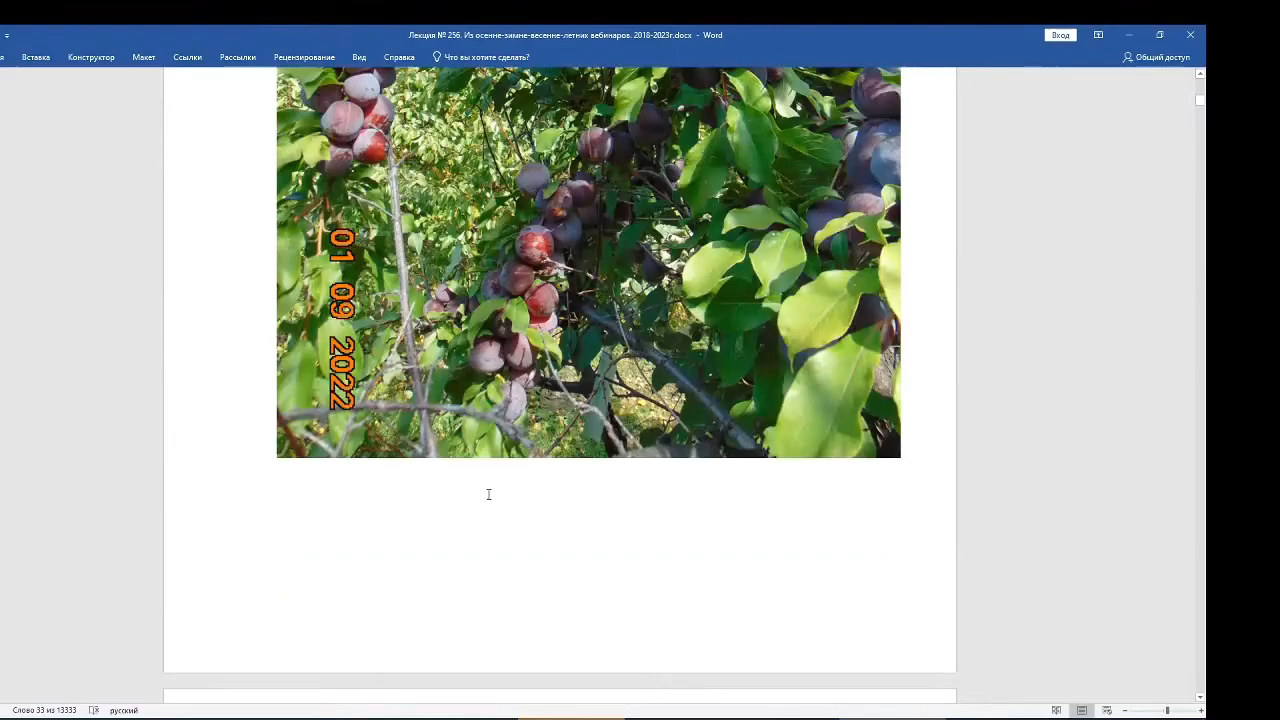 Лекция № 256. Из осенне-зимне-весенне-летних вебинаров. 2018-2023г.docx - Word
Вход
я Вставка Конструктор Макет Ссылки Рассылки Рецензирование Вид Справка Что вы хотите сделать? Общий доступ
01 09 2022
Слово 33 из 13333 русский